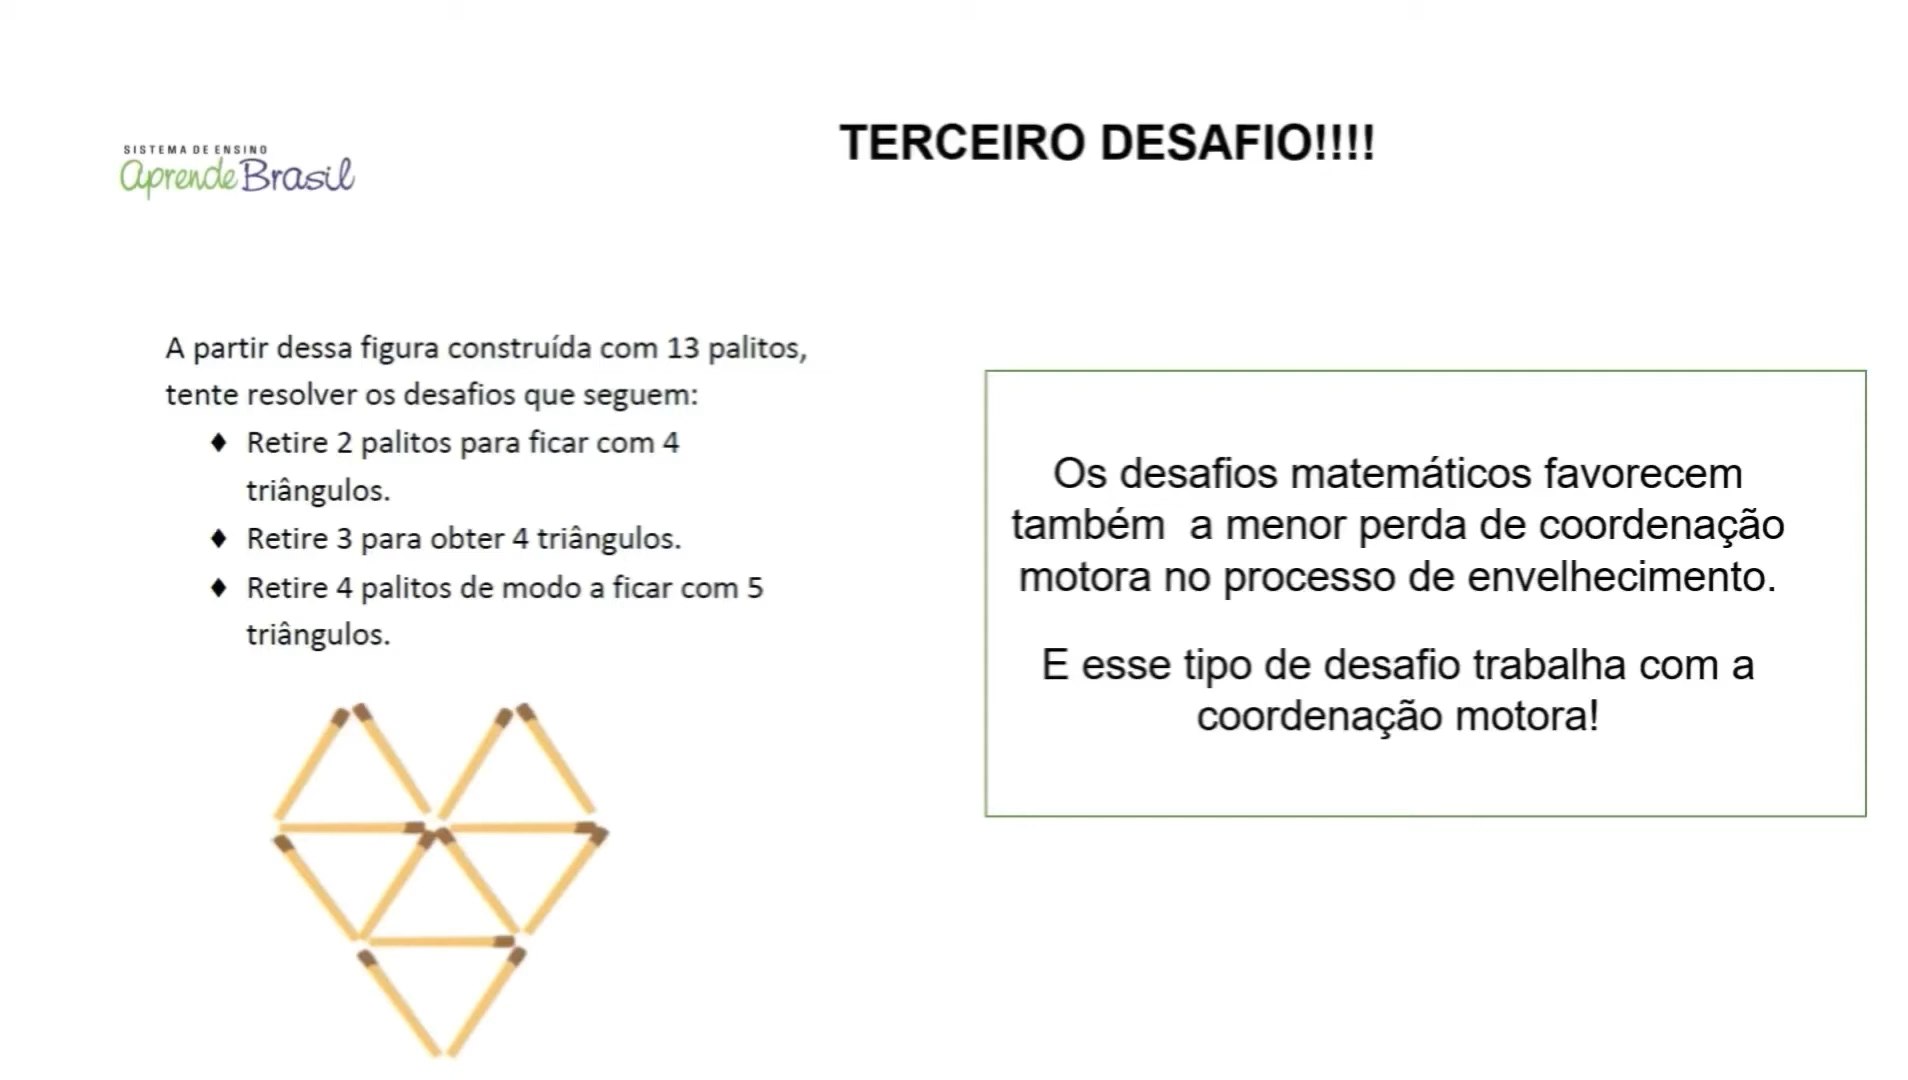 TERCEIRO DESAFIO!!!!
SISTEMA DE ENSINO
aprende Brasil
A partir dessa figura construída com 13 palitos,
tente resolver os desafios que seguem:
♦ Retire 2 palitos para ficar com 4
triângulos.
♦ Retire 3 para obter 4 triângulos.
♦ Retire 4 palitos de modo a ficar com 5
triângulos.
Os desafios matemáticos favorecem
também a menor perda de coordenação
motora no processo de envelhecimento.
E esse tipo de desafio trabalha com a
coordenação motora!